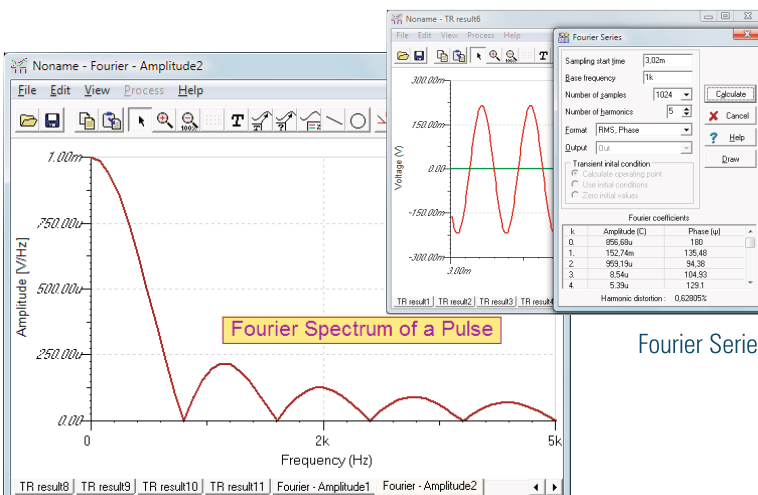 Noneame - TR result6
File Edit View Process Help
T
300.00m
150.00m
0.00
-150.00m
-300.00m
Voltage (V)
3.00m
TR result1 TR result2 TR result3 TR result4
Fourier Series
Sampling start time 3,02m
Base frequency 1k
Number of samples 1024
Number of harmonics 5
Format RMS, Phase
Output Out
Transient inital condition
Calculate operating point
Use initial conditions
Zero initial values
Calculate
Cancel
? Help
Draw
Fourier coefficients
k. Amplitude (C) Phase (ψ)
0. 856,68u 180
1. 152,74m 135,48
2. 959,19u 94,38
3. 8.54u 104,93
4. 5.39u 129.1
Harmonic distortion : 0,62805%
Noname - Fourier - Amplitude2
File Edit View Process Help
100% T
1.00m
750.00u
500.00u
250.00u
0.00
Amplitude [V/Hz]
Fourier Spectrum of a Pulse
0 2k 5k
Frequency (Hz)
TR result8 TR result9 TR result10 TR result11 Fourier - Amplitude1 Fourier - Amplitude2
Fourier Serie